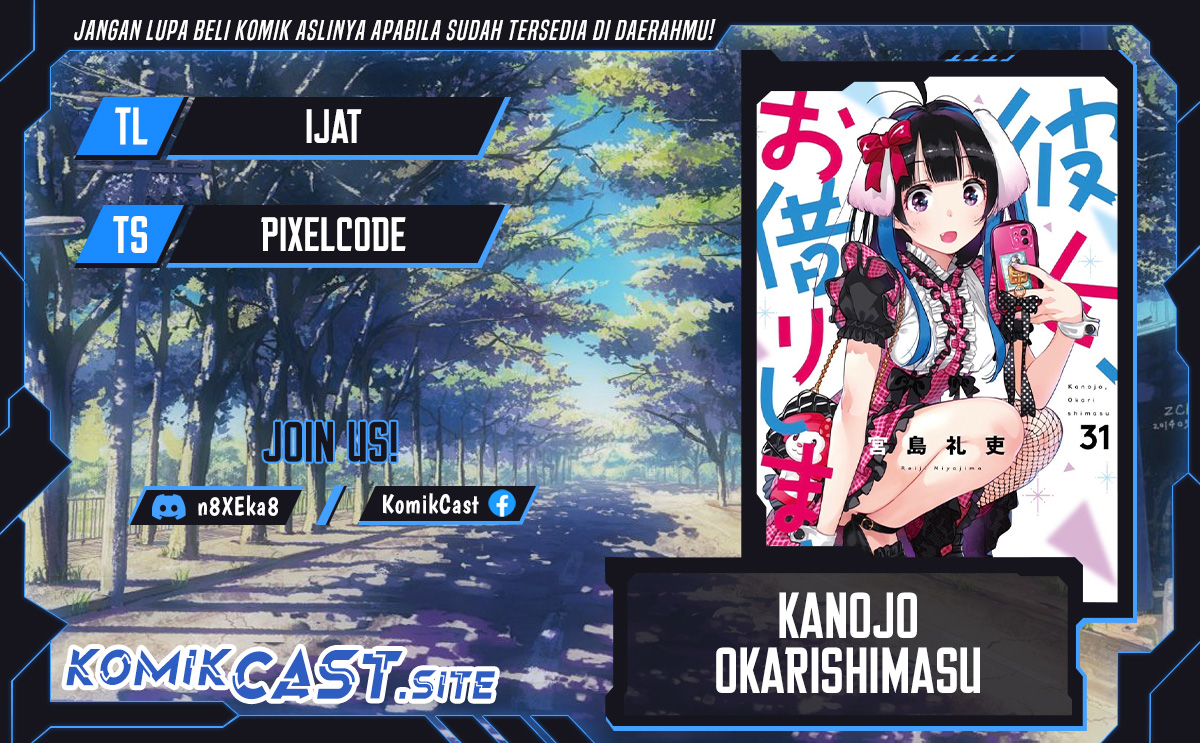 JANGAN LUPA BELI KOMIK ASLINYA APABILA SUDAH TERSEDIA DI DAERAHMU!
TL
IJAT
TS
PIXELCODE
JOIN US!
n8XEka8
KomikCast
KOMIKCAST.SITE
彼女、
お借りしま
Kanojo,
Okari
shimasu
31
宮島礼吏
Reiji Miyajima
KANOJO
OKARISHIMASU